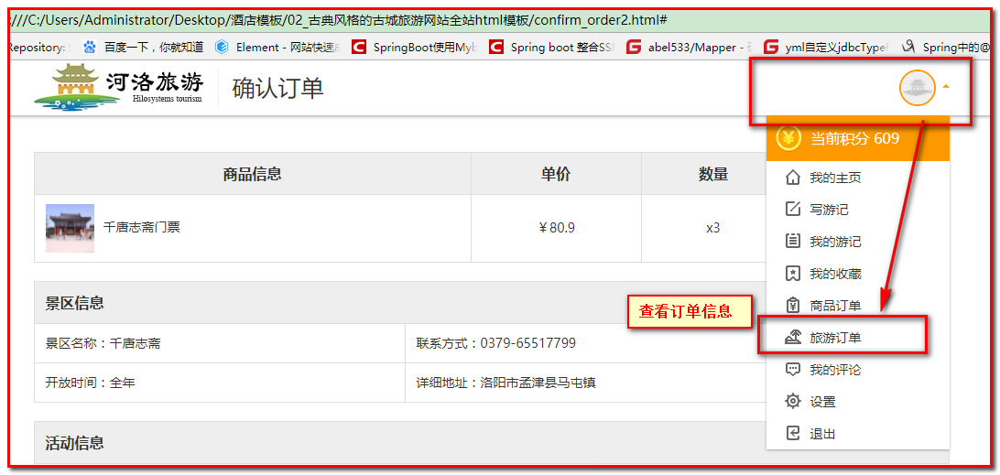 :///C:/Users/Administrator/Desktop/酒店模板/02_古典风格的古城旅游网站全站html模板/confirm_order2.html#
Repository: 百度一下，你就知道 Element - 网站快速 SpringBoot使用Myb Spring boot 整合SS abel533/Mapper - yml自定义jdbcType Spring中的@
河洛旅游
Hilosystems tourism
确认订单
当前积分 609
我的主页
写游记
我的游记
我的收藏
商品订单
旅游订单
我的评论
设置
退出
商品信息 单价 数量
千唐志斋门票 ￥80.9 x3
查看订单信息
景区信息
景区名称：千唐志斋 联系方式：0379-65517799
开放时间：全年 详细地址：洛阳市孟津县马屯镇
活动信息